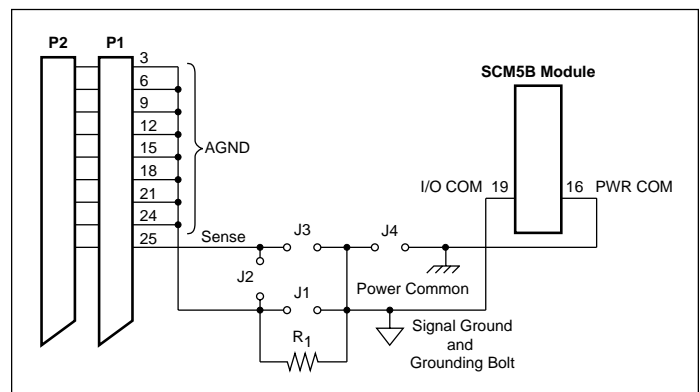 P2 P1
3
6
9
12
15
18
21
24
25
AGND
Sense
J3
J4
J2
J1
R1
SCM5B Module
I/O COM 19
16 PWR COM
Power Common
Signal Ground
and
Grounding Bolt